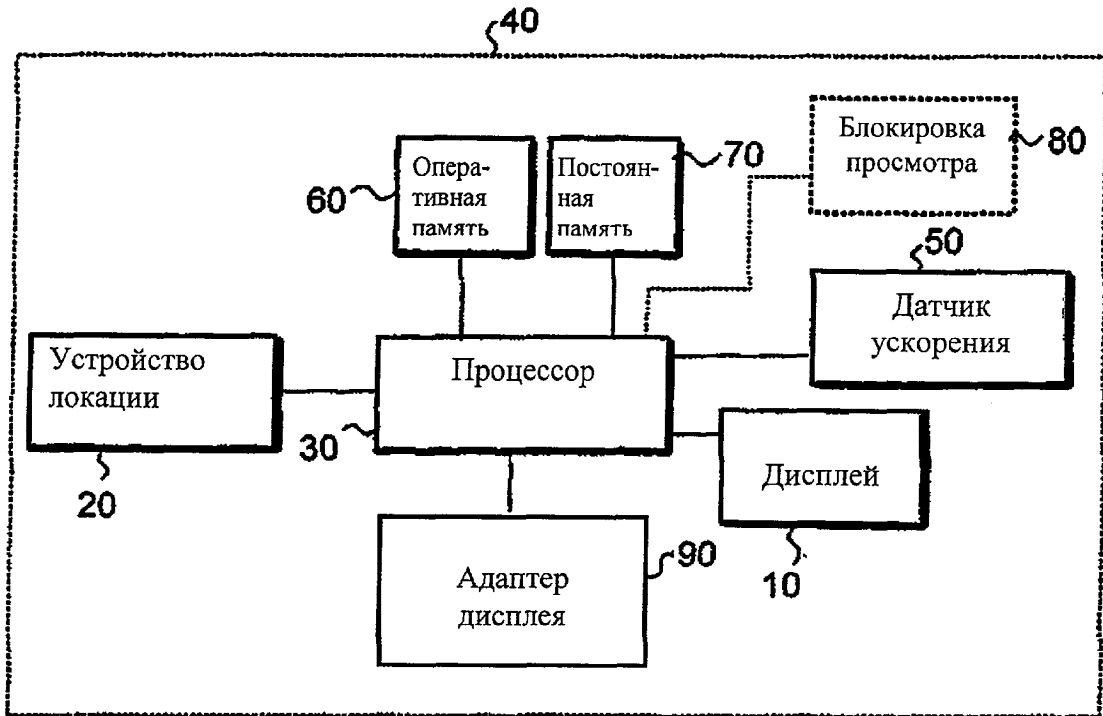 40
Блокировка
просмотра
80
Опера-
тивная
память
60
Постоян-
ная
память
70
50
Датчик
ускорения
Устройство
локации
20
Процессор
30
Дисплей
10
Адаптер
дисплея
90